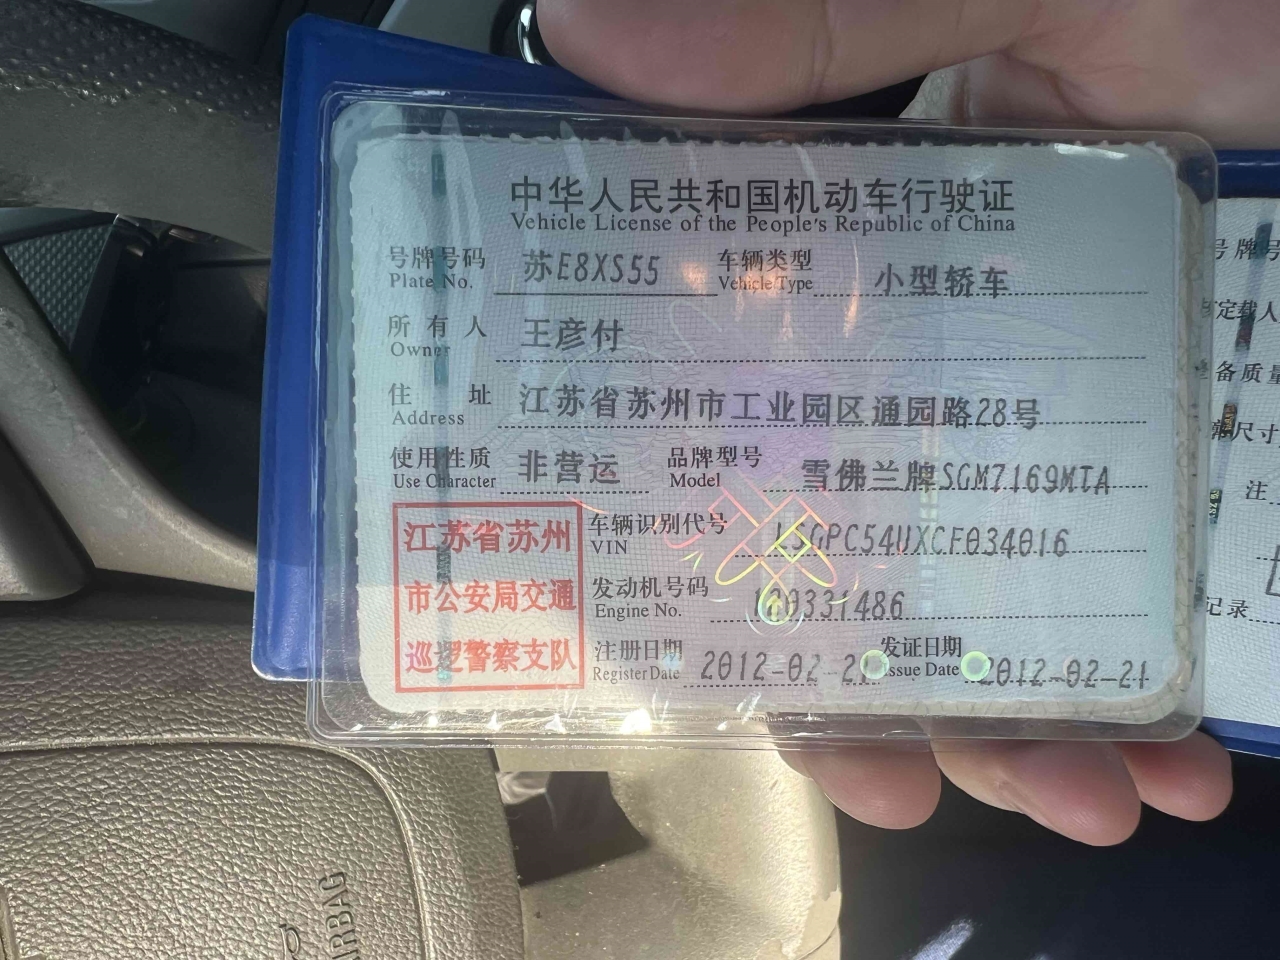 中华人民共和国机动车行驶证
Vehicle License of the People's Republic of China
号牌号码 苏E8XS55 车辆类型 小型轿车
Plate No. Vehicle Type
所有人 王彦付
Owner
住址 江苏省苏州市工业园区通园路28号
Address
使用性质 非营运 品牌型号 雪佛兰牌SGM7169MTA
Use Character Model
江苏省苏州
市公安局交通
巡逻警察支队
车辆识别代号 LSGPC54UXCF034016
VIN
发动机号码 120331486
Engine No.
注册日期 2012-02-21 发证日期 2012-02-21
Register Date Issue Date
号牌号
定载人
备质量
廓尺寸
注
记录
AIRBAG